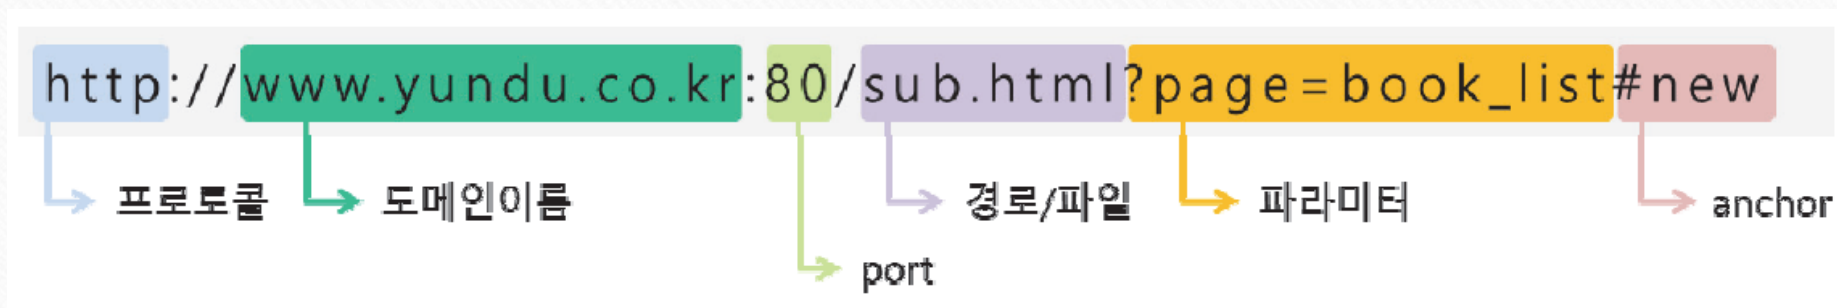 http://www.yundu.co.kr:80/sub.html?page=book_list#new
프로토콜 도메인이름 경로/파일 파라미터 anchor
port